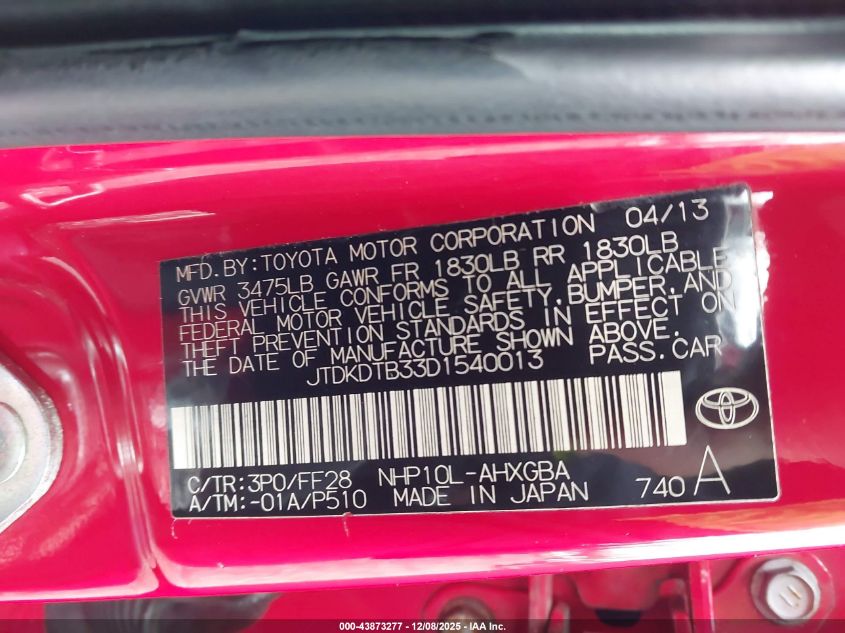 MFD.BY:TOYOTA MOTOR CORPORATION 04/13
GVWR 3475LB GAWR FR 1830LB RR 1830LB
THIS VEHICLE CONFORMS TO ALL APPLICABLE
FEDERAL MOTOR VEHICLE SAFETY,BUMPER,AND
THEFT PREVENTION STANDARDS IN EFFECT ON
THE DATE OF MANUFACTURE SHOWN ABOVE.
JTDKDTB33D1540013 PASS.CAR
C/TR:3P0/FF28 NHP10L-AHXGBA
A/TM:-01A/P510 MADE IN JAPAN 740 A
000-43873277 - 12/08/2025 - IAA Inc.